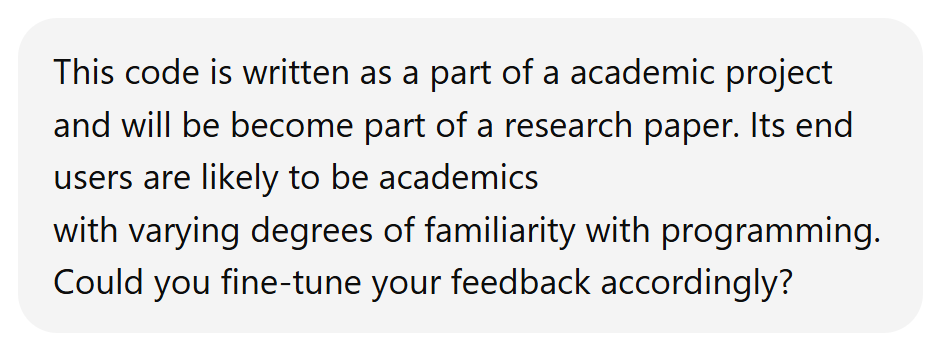 This code is written as a part of a academic project
and will be become part of a research paper. Its end
users are likely to be academics
with varying degrees of familiarity with programming.
Could you fine-tune your feedback accordingly?